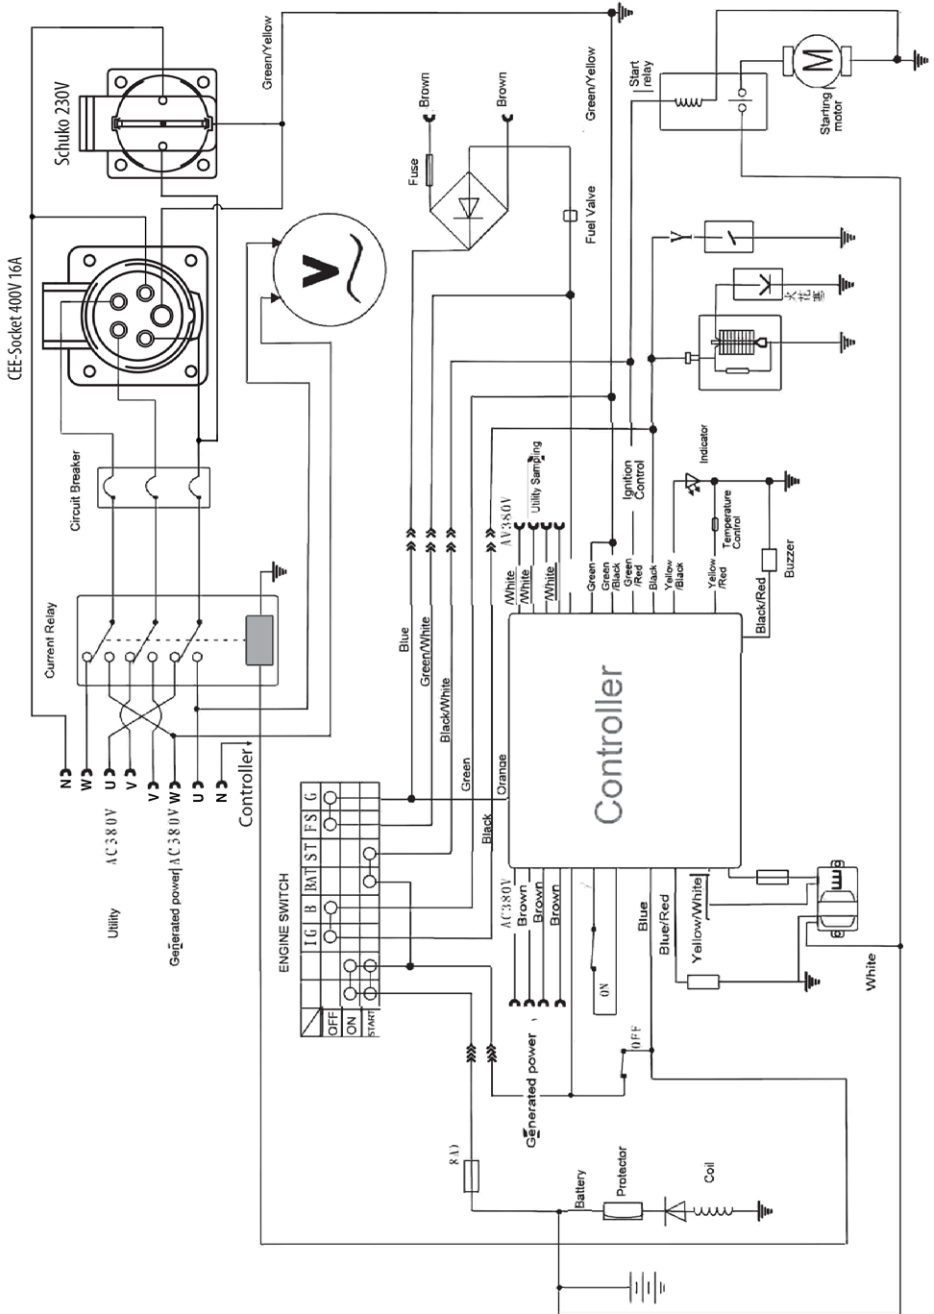 Schuko 230V
CEE-Socket 400V 16A
Green/Yellow
Brown
Brown
Fuse
Green/Yellow
Fuel Valve
Start
relay
M
Starting
motor
V
火花塞
Circuit Breaker
Current Relay
N
W
U
V
V
W
U
N
AC380V
Utility
Generated power
AC380V
Controller
Blue
Green/White
Black/White
Green
Orange
Black
AV380V
Utility Sampling
/White
/White
/White
Green
Green
/Black
Green
/Red
Black
Yellow
/Black
Yellow
/Red
Black/Red
Ignition
Control
Indicator
Temperature
Control
Buzzer
Controller
ENGINE SWITCH
IG
B
BAT
ST
FS
G
OFF
ON
START
AC380V
Brown
Brown
Brown
Generated power
ON
OFF
Blue
Blue/Red
Yellow/White
White
Battery
Protector
Coil